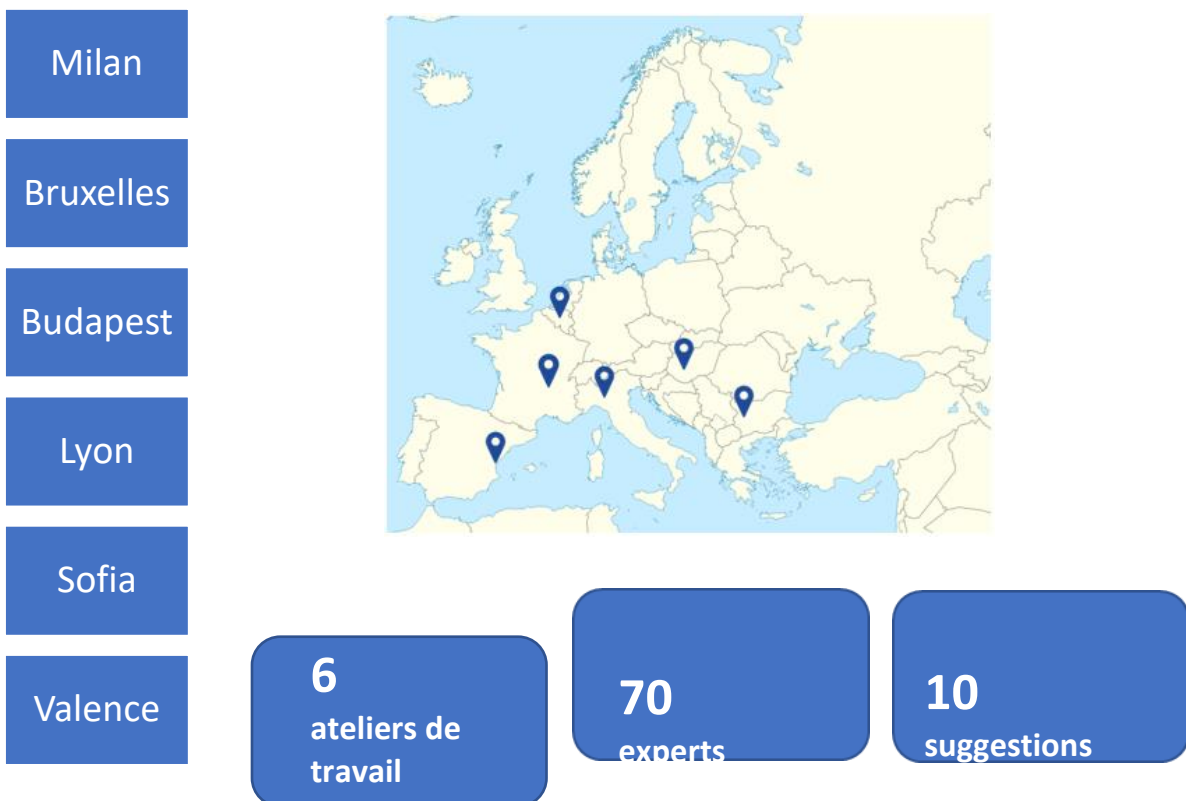 Milan
Bruxelles
Budapest
Lyon
Sofia
Valence
6
ateliers de
travail
70
experts
10
suggestions